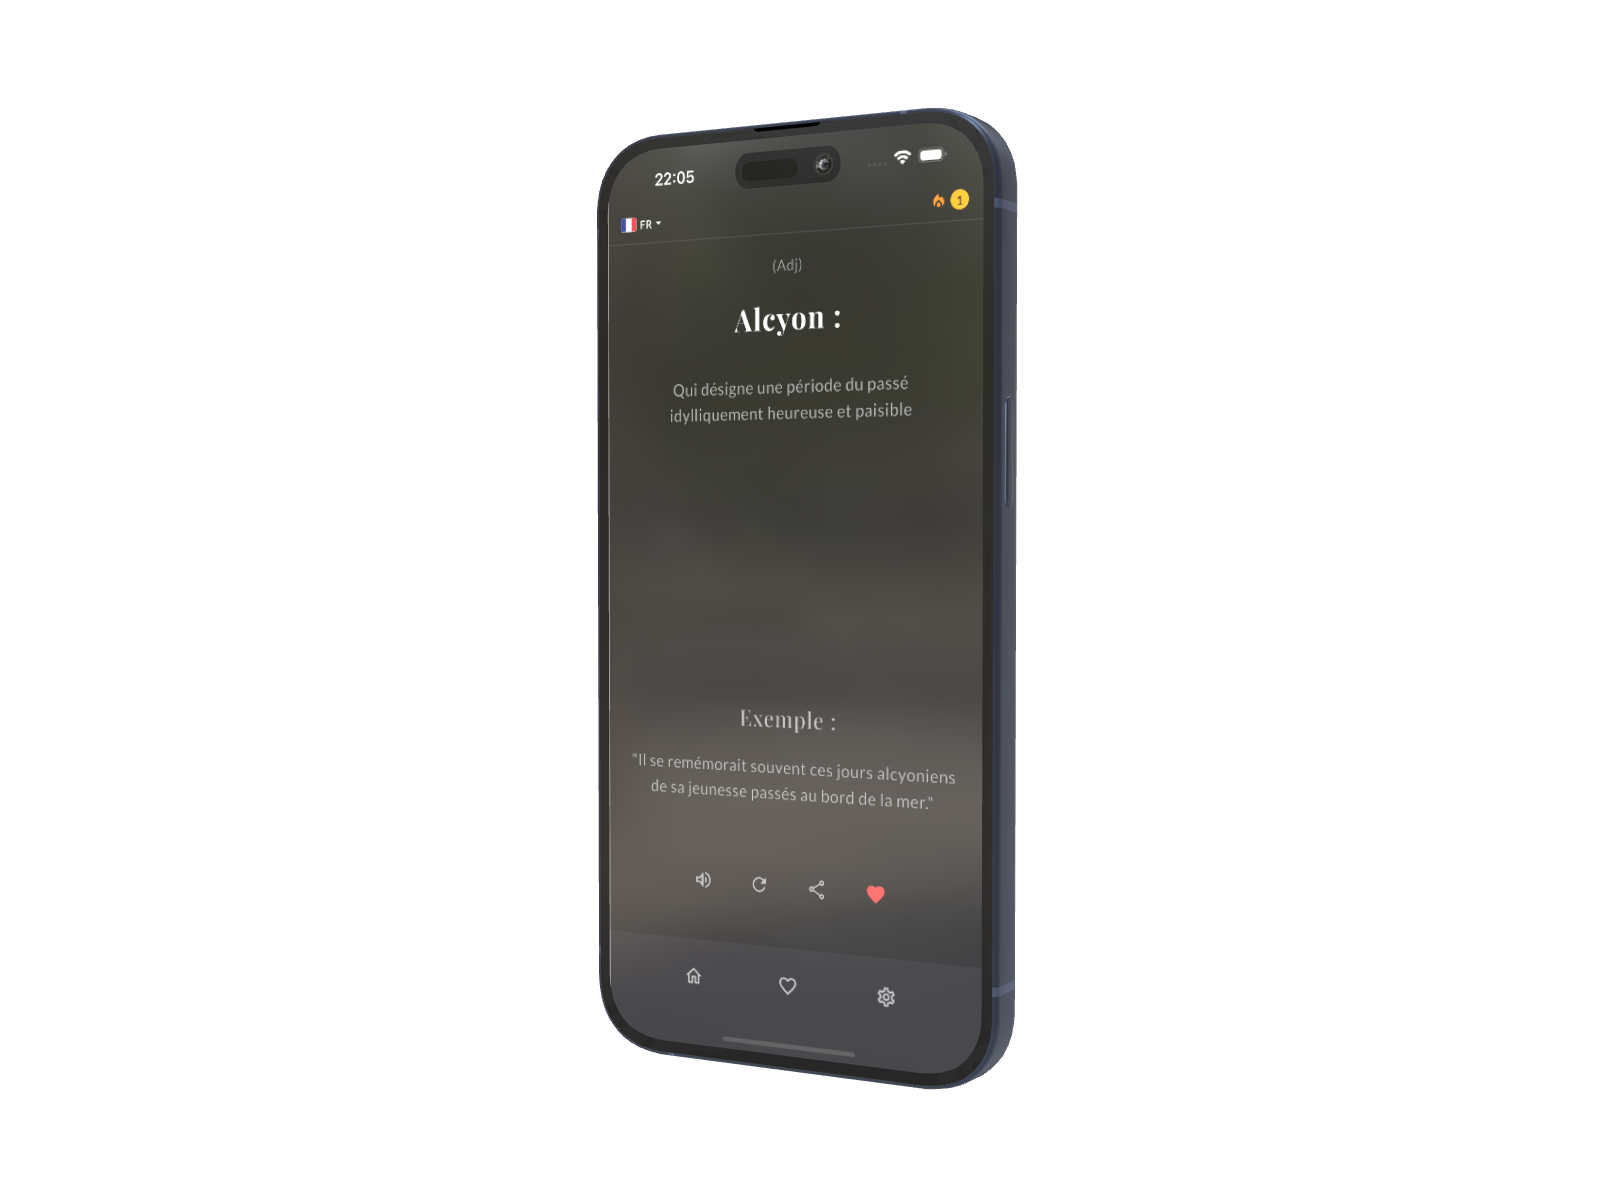 22:05
1
FR
(Adj)
Alcyon :
Qui désigne une période du passé
idylliquement heureuse et paisible
Exemple :
"Il se remémorait souvent ces jours alcyoniens
de sa jeunesse passés au bord de la mer."